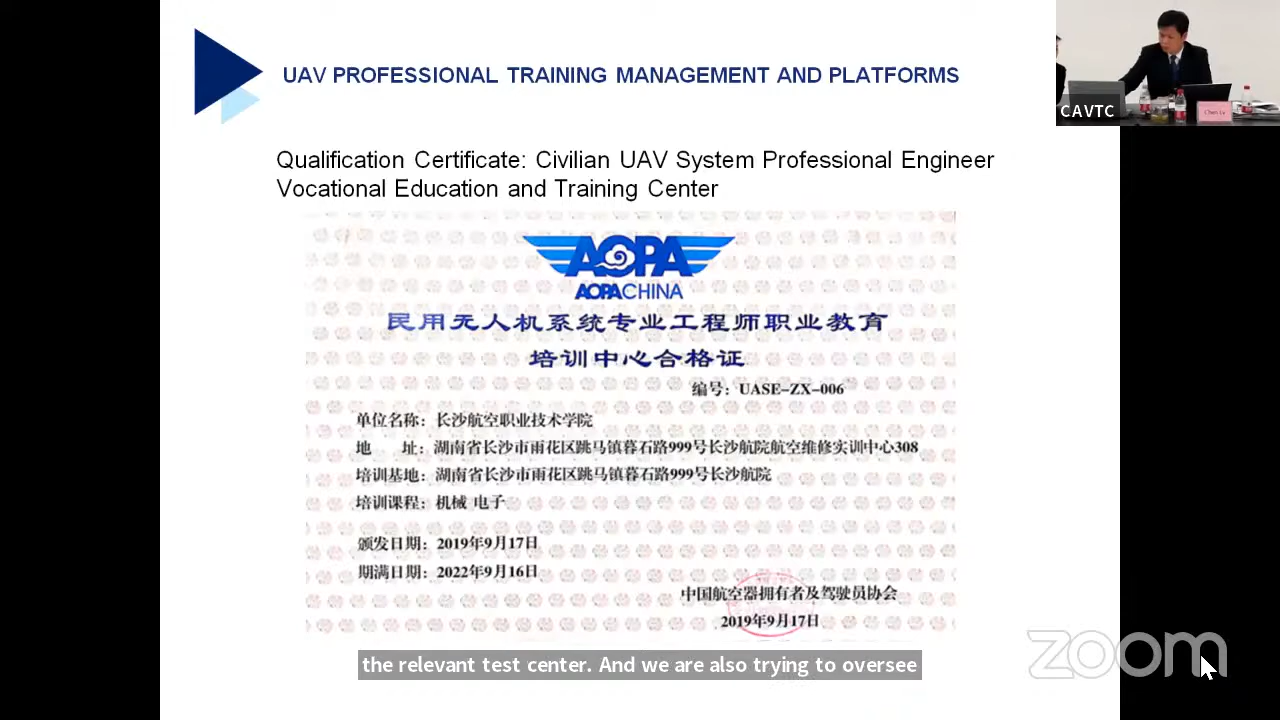 UAV PROFESSIONAL TRAINING MANAGEMENT AND PLATFORMS
CAVTC
Chen Le
Qualification Certificate: Civilian UAV System Professional Engineer
Vocational Education and Training Center
AOPA
AOPA CHINA
民用无人机系统专业工程师职业教育
培训中心合格证
编号：UASE-ZX-006
单位名称：长沙航空职业技术学院
地 址：湖南省长沙市雨花区跳马镇暮石路999号长沙航院航空维修实训中心308
培训基地：湖南省长沙市雨花区跳马镇暮石路999号长沙航院
培训课程：机械 电子
颁发日期：2019年9月17日
期满日期：2022年9月16日
中国航空器拥有者及驾驶员协会
2019年9月17日
the relevant test center. And we are also trying to oversee
zoom